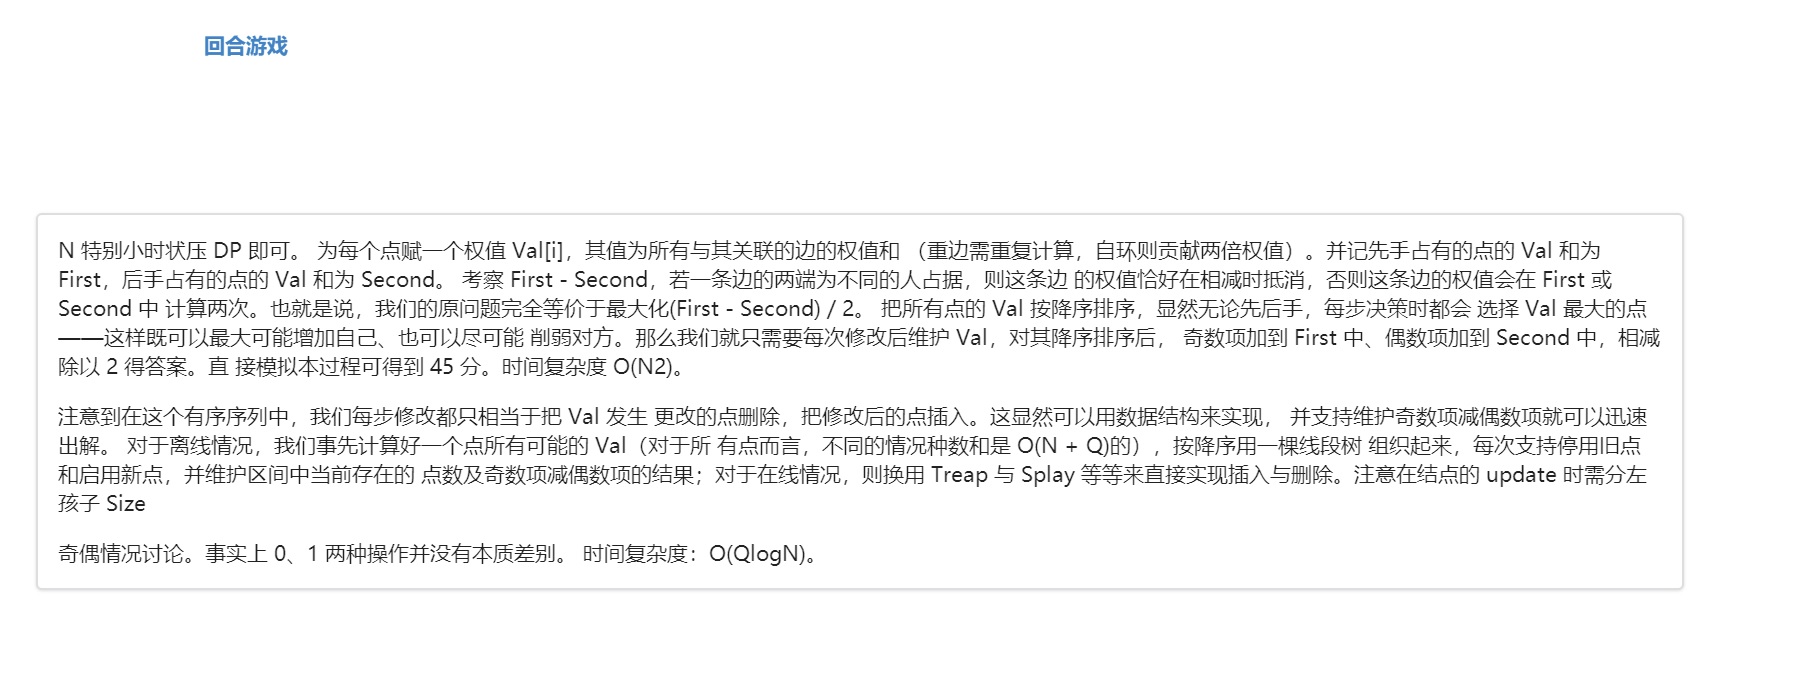 回合游戏
N 特别小时状压 DP 即可。 为每个点赋一个权值 Val[i]，其值为所有与其关联的边的权值和 （重边需重复计算，自环则贡献两倍权值）。并记先手占有的点的 Val 和为
First，后手占有的点的 Val 和为 Second。 考察 First - Second，若一条边的两端为不同的人占据，则这条边 的权值恰好在相减时抵消，否则这条边的权值会在 First 或
Second 中 计算两次。也就是说，我们的原问题完全等价于最大化(First - Second) / 2。 把所有点的 Val 按降序排序，显然无论先后手，每步决策时都会 选择 Val 最大的点
——这样既可以最大可能增加自己、也可以尽可能 削弱对方。那么我们就只需要每次修改后维护 Val，对其降序排序后， 奇数项加到 First 中、偶数项加到 Second 中，相减
除以 2 得答案。直 接模拟本过程可得到 45 分。时间复杂度 O(N2)。
注意到在这个有序序列中，我们每步修改都只相当于把 Val 发生 更改的点删除，把修改后的点插入。这显然可以用数据结构来实现， 并支持维护奇数项减偶数项就可以迅速
出解。 对于离线情况，我们事先计算好一个点所有可能的 Val（对于所 有点而言，不同的情况种数和是 O(N + Q)的），按降序用一棵线段树 组织起来，每次支持停用旧点
和启用新点，并维护区间中当前存在的 点数及奇数项减偶数项的结果；对于在线情况，则换用 Treap 与 Splay 等等来直接实现插入与删除。注意在结点的 update 时需分左
孩子 Size
奇偶情况讨论。事实上 0、1 两种操作并没有本质差别。 时间复杂度：O(QlogN)。